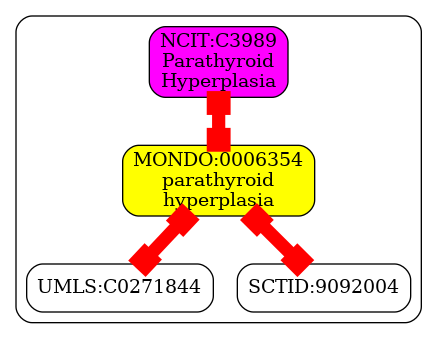 NCIT:C3989
Parathyroid
Hyperplasia
MONDO:0006354
parathyroid
hyperplasia
UMLS:C0271844
SCTID:9092004